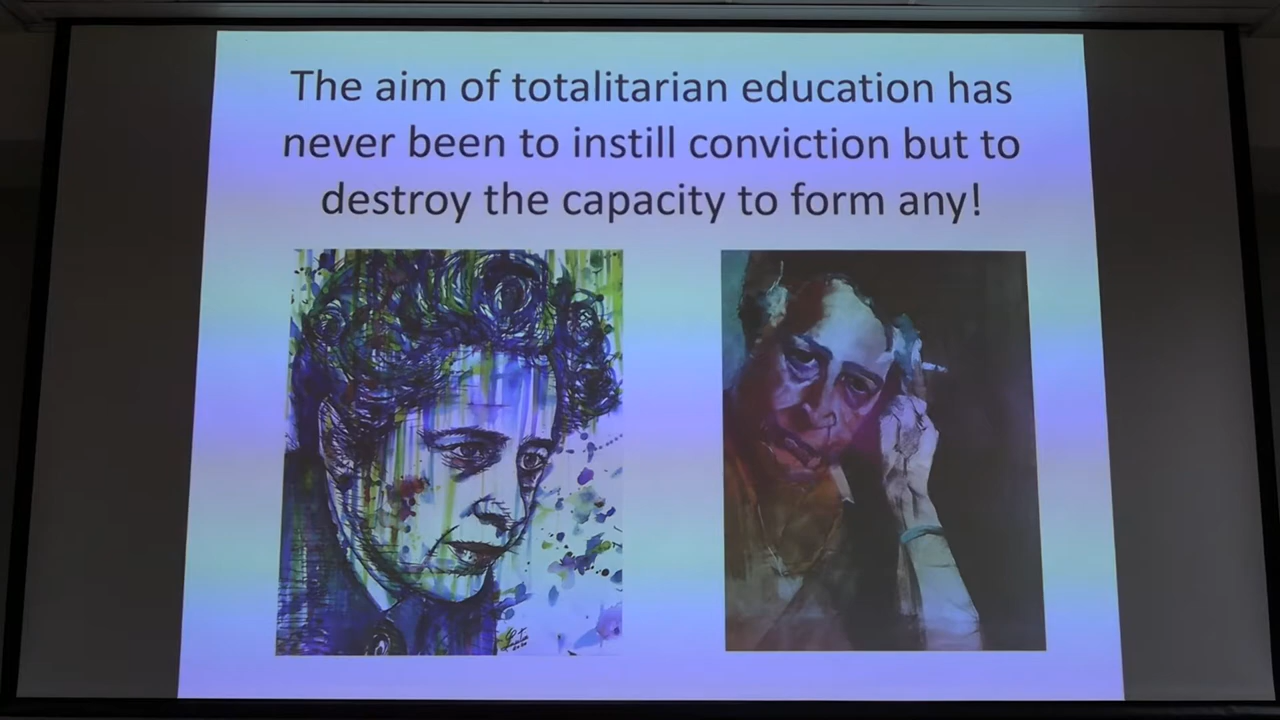 The aim of totalitarian education has
never been to instill conviction but to
destroy the capacity to form any!